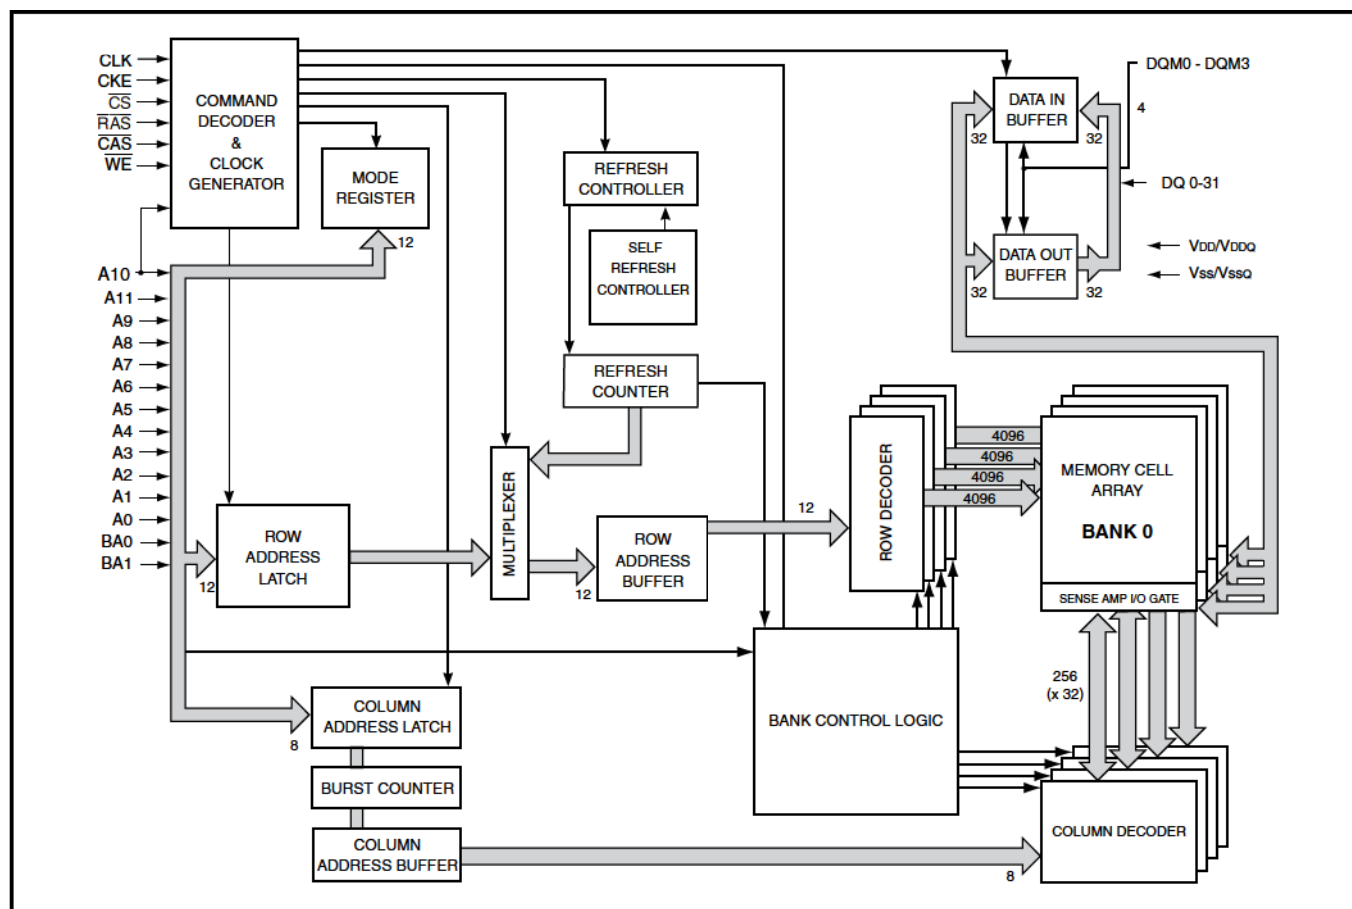 CLK
CKE
CS
RAS
CAS
WE
COMMAND
DECODER
&
CLOCK
GENERATOR
MODE
REGISTER
12
REFRESH
CONTROLLER
SELF
REFRESH
CONTROLLER
REFRESH
COUNTER
DATA IN
BUFFER
32
32
DQM0 - DQM3
4
DQ 0-31
DATA OUT
BUFFER
32
32
VDD/VDDQ
Vss/VssQ
A10
A11
A9
A8
A7
A6
A5
A4
A3
A2
A1
A0
BA0
BA1
12
ROW
ADDRESS
LATCH
MULTIPLEXER
12
ROW
ADDRESS
BUFFER
12
ROW DECODER
4096
4096
4096
4096
MEMORY CELL
ARRAY
BANK 0
SENSE AMP I/O GATE
256
(x 32)
BANK CONTROL LOGIC
8
COLUMN
ADDRESS LATCH
BURST COUNTER
COLUMN
ADDRESS BUFFER
8
COLUMN DECODER